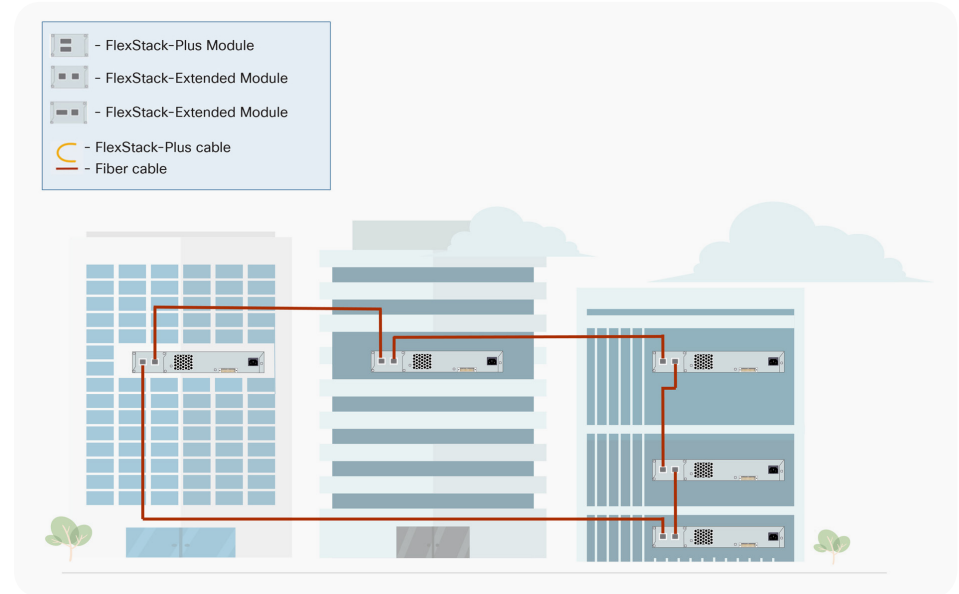 - FlexStack-Plus Module
- FlexStack-Extended Module
- FlexStack-Extended Module
- FlexStack-Plus cable
- Fiber cable